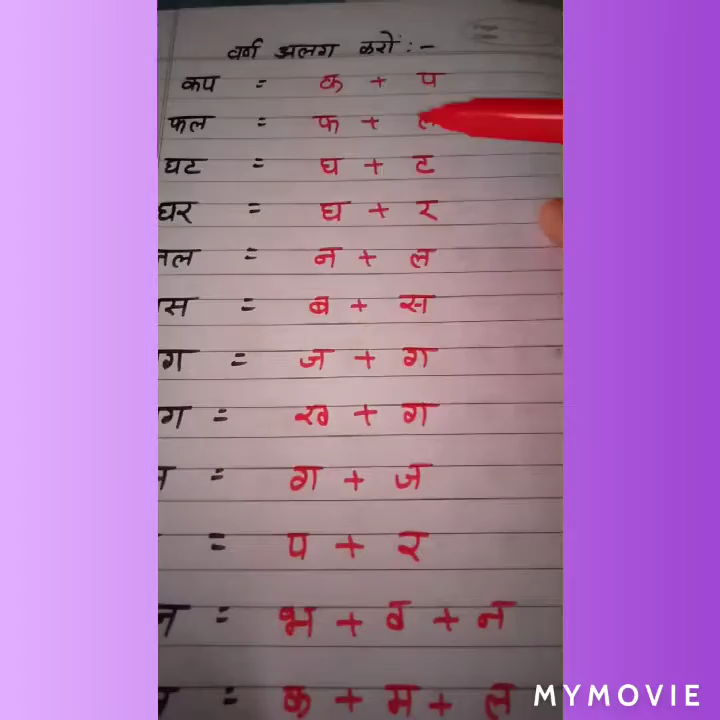 वर्ण अलग करों :-
कप = क + प
फल = फ + ल
घट = घ + ट
घर = घ + र
नल = न + ल
स = ब + स
ग = ज + ग
ग = ख + ग
= ग + ज
= प + र
न = भ + व + न
= क + म + ल
MYMOVIE